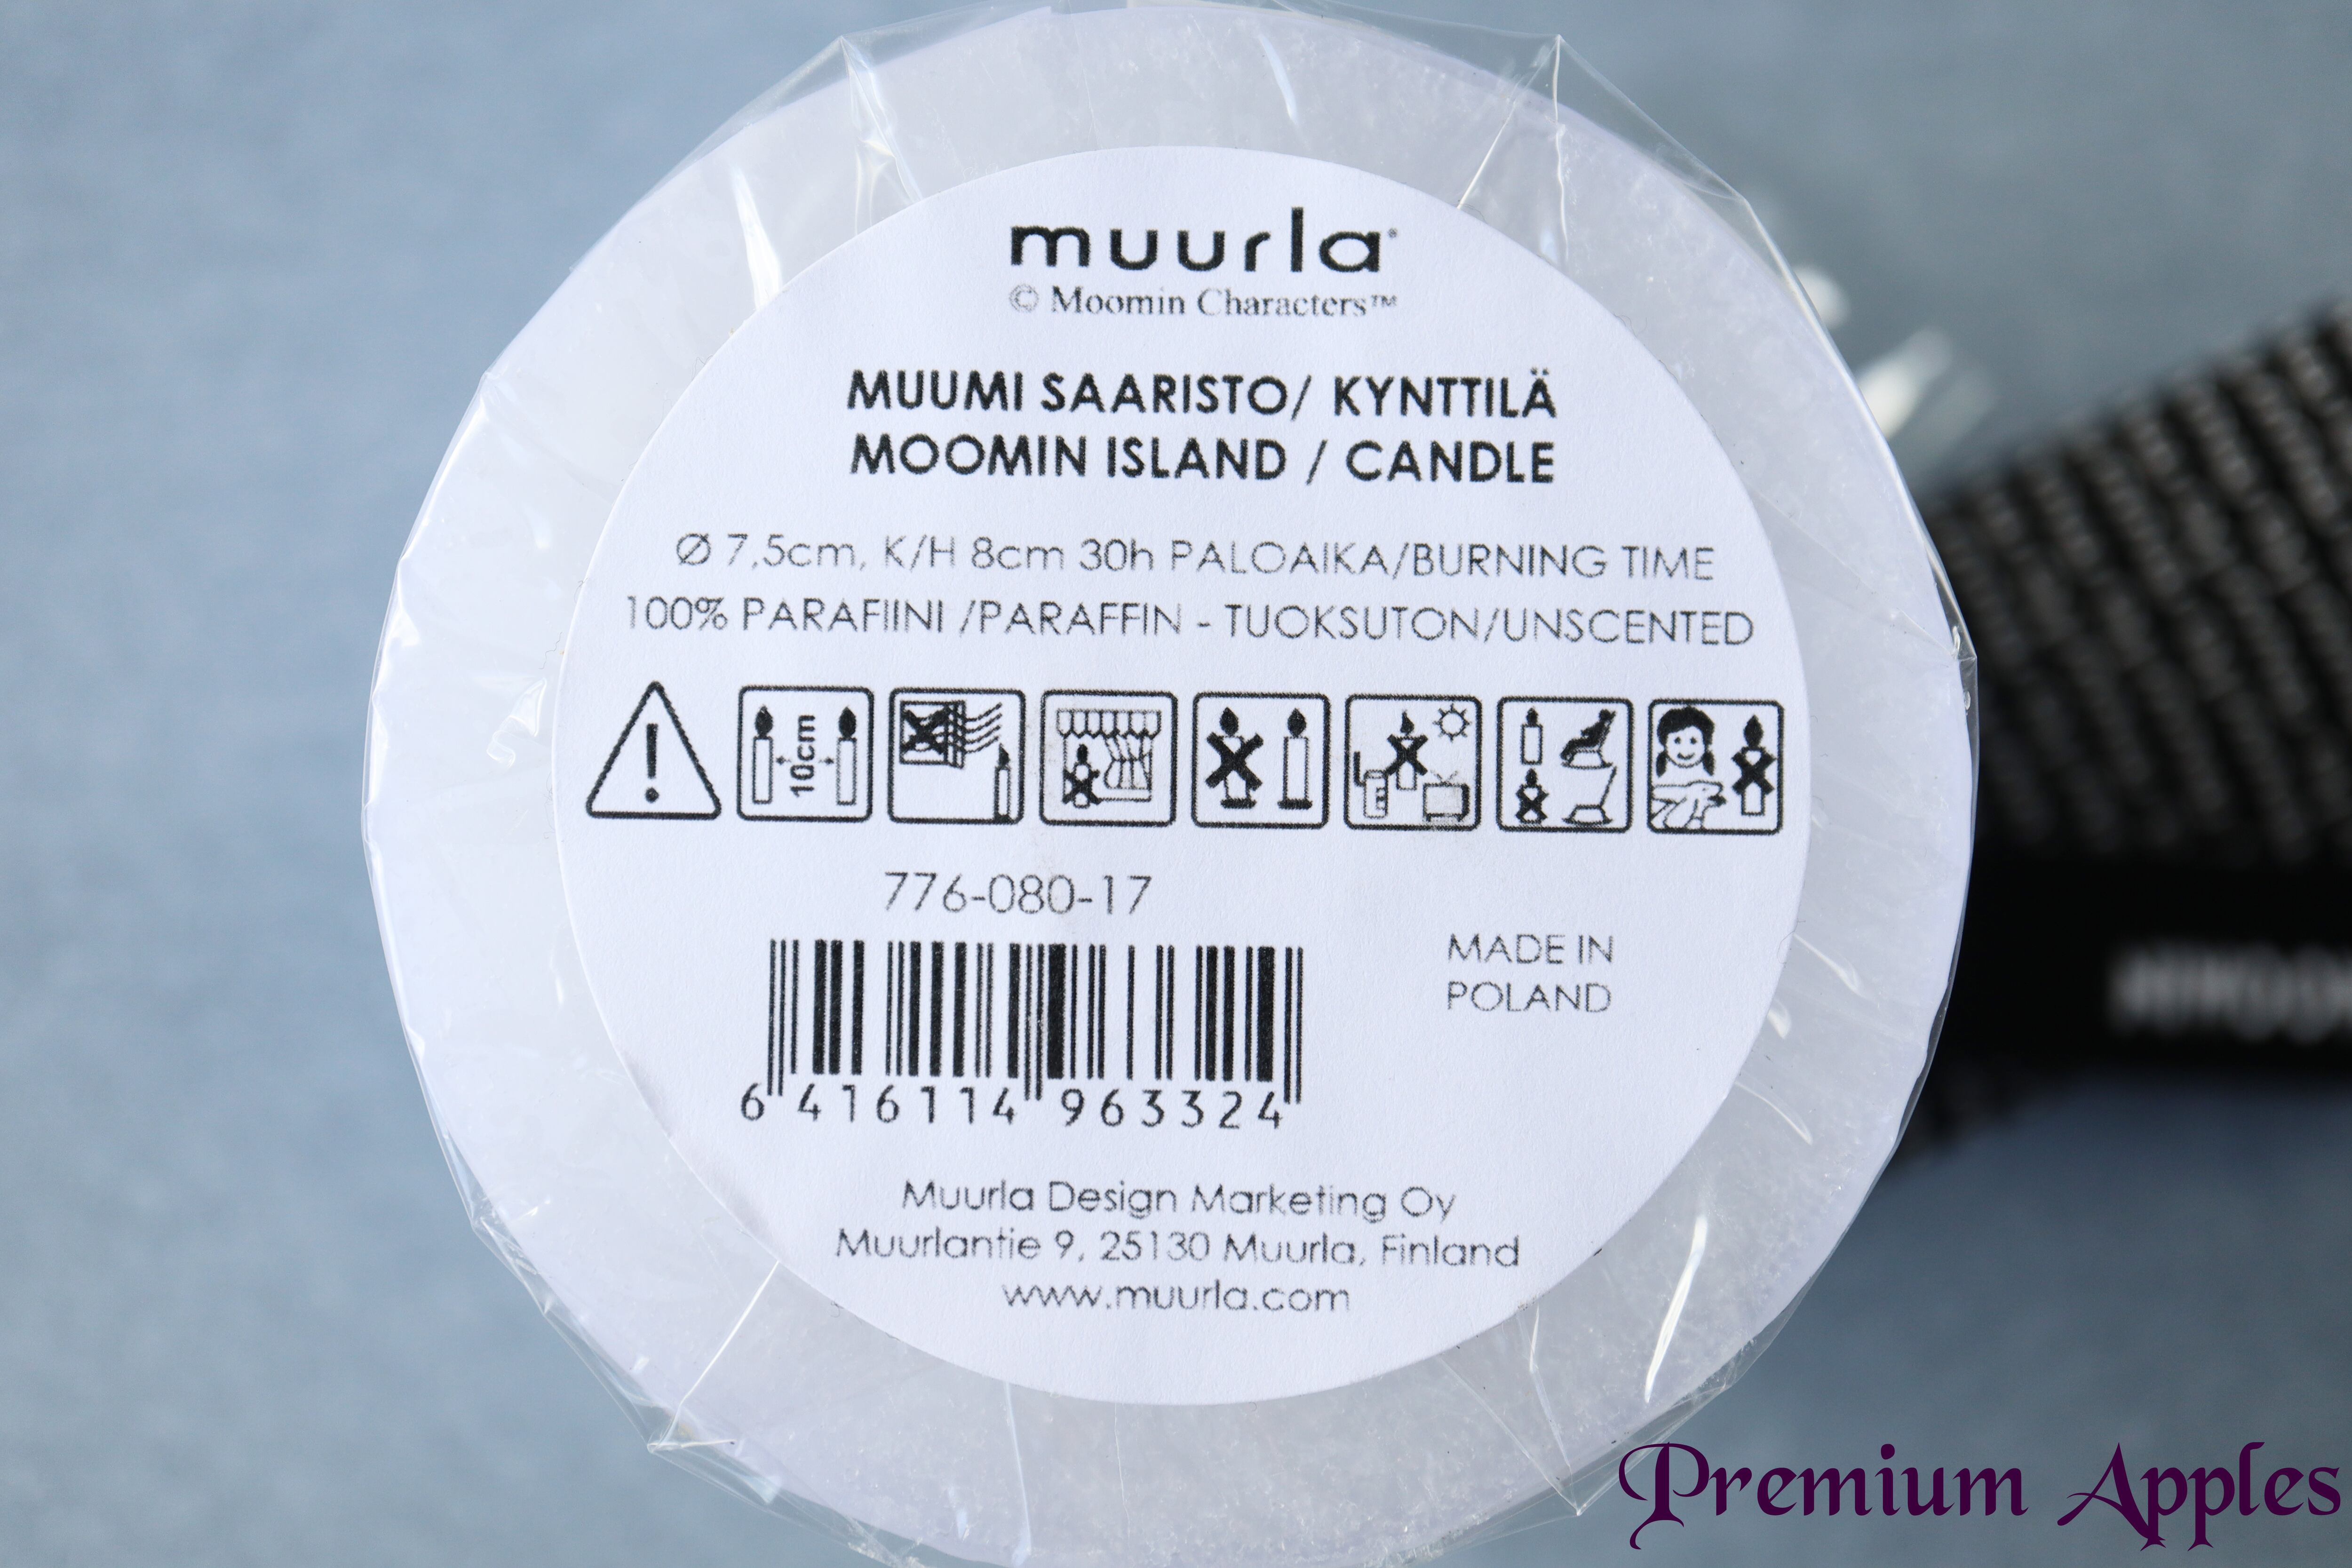 muurla
© Moomin Characters™
MUUMI SAARISTO/ KYNTTILÄ
MOOMIN ISLAND / CANDLE
Ø 7,5cm, K/H 8cm 30h PALOAIKA/BURNING TIME
100% PARAFIINI /PARAFFIN - TUOKSUTON/UNSCENTED
10cm
776-080-17
MADE IN
POLAND
6 416114 963324
Muurla Design Marketing Oy
Muurlantie 9, 25130 Muurla, Finland
www.muurla.com
Premium Apples